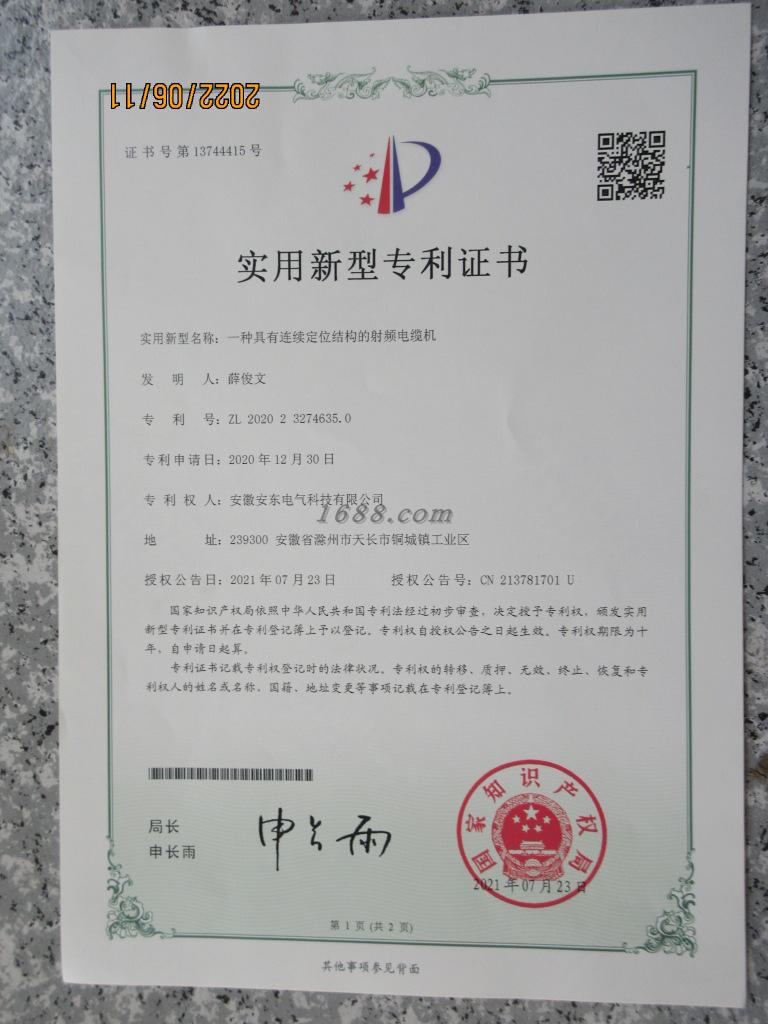 2022/06/11
证书号第13744415号
实用新型专利证书
实用新型名称：一种具有连续定位结构的射频电缆机
发明人：薛俊文
专利号：ZL 2020 2 3274635.0
专利申请日：2020年12月30日
专利权人：安徽安东电气科技有限公司
1688.com
地址：239300 安徽省滁州市天长市铜城镇工业区
授权公告日：2021年07月23日 授权公告号：CN 213781701 U
国家知识产权局依照中华人民共和国专利法经过初步审查，决定授予专利权，颁发实用
新型专利证书并在专利登记簿上予以登记。专利权自授权公告之日起生效。专利权期限为十
年，自申请日起算。
专利证书记载专利权登记时的法律状况。专利权的转移、质押、无效、终止、恢复和专
利权人的姓名或名称、国籍、地址变更等事项记载在专利登记簿上。
局长
申长雨
申长雨
国家知识产权局
2021年07月23日
第1页(共2页)
其他事项参见背面